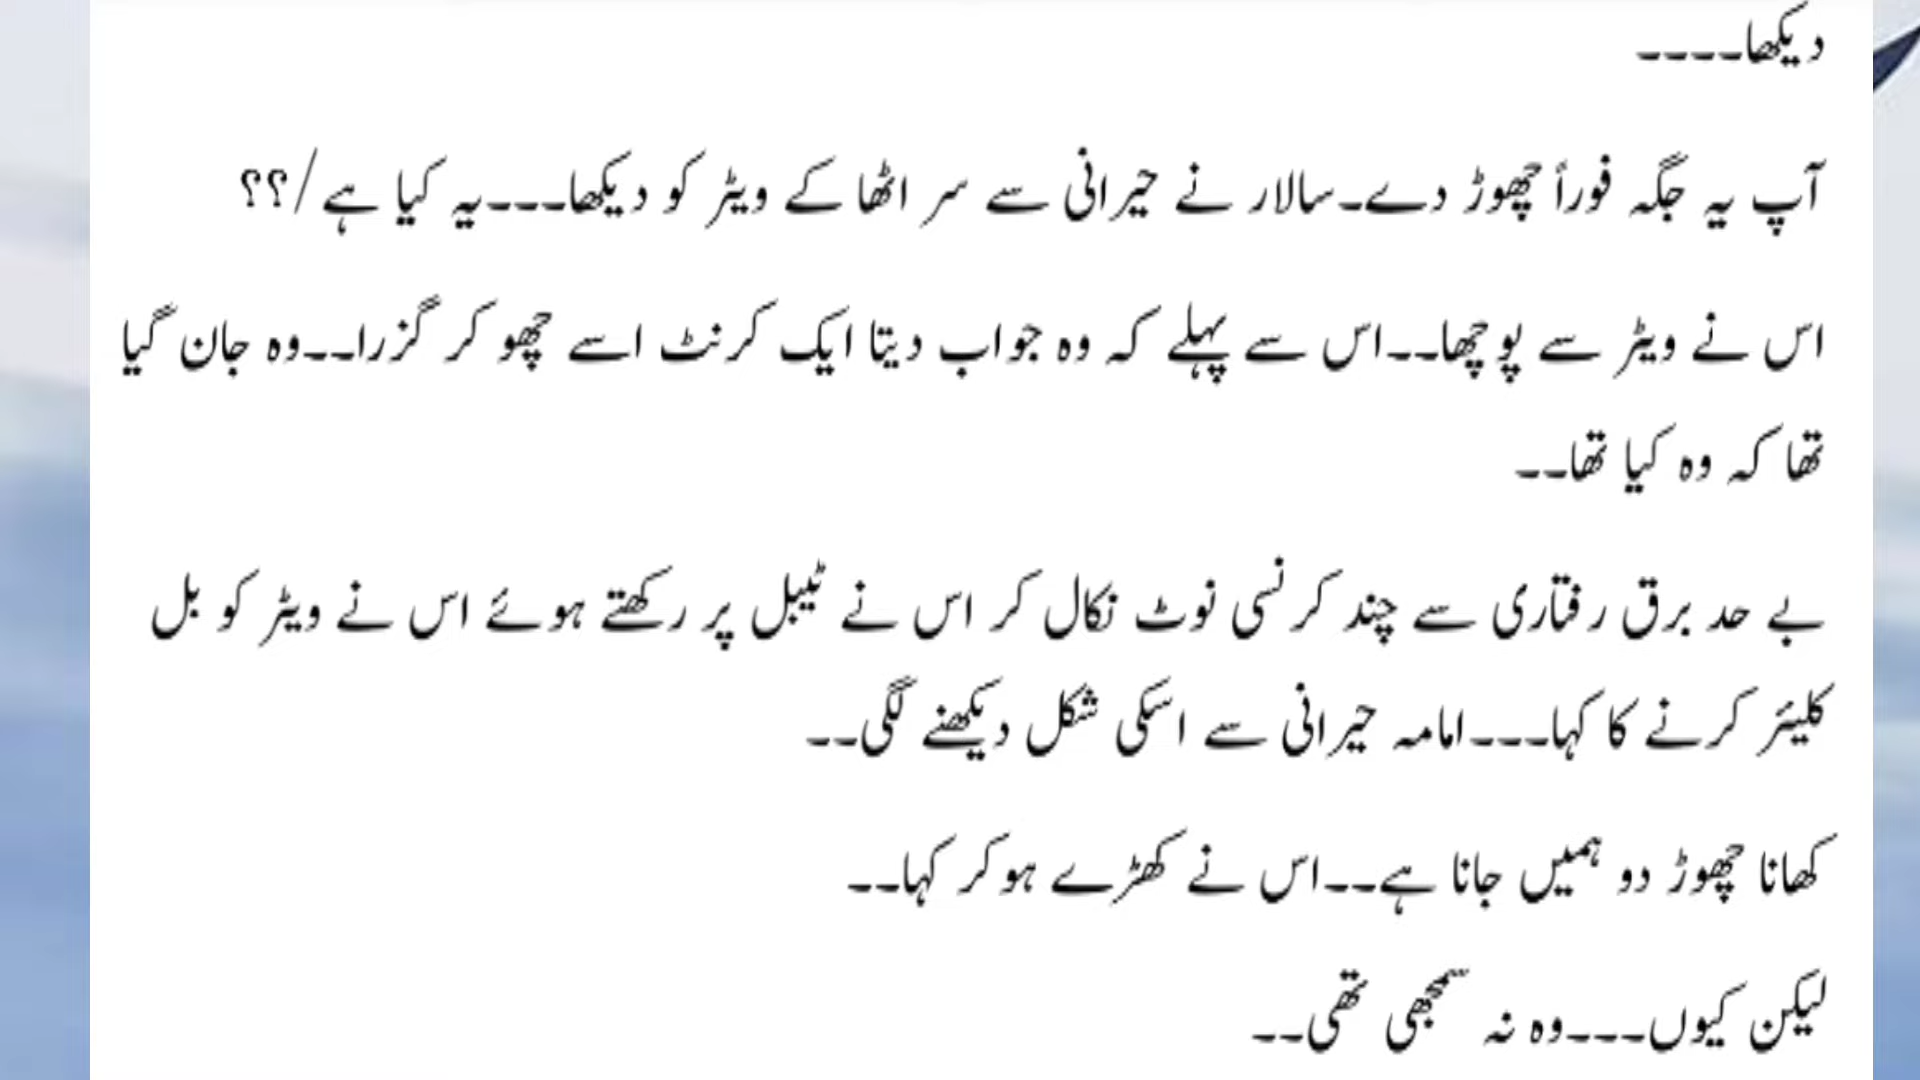 دیکھا۔۔۔۔
آپ یہ جگہ فوراً چھوڑ دے۔سالار نے حیرانی سے سر اٹھا کے ویٹر کو دیکھا۔۔۔یہ کیا ہے /؟؟
اس نے ویٹر سے پوچھا۔۔اس سے پہلے کہ وہ جواب دیتا ایک کرنٹ اسے چھو کر گزرا۔۔وہ جان گیا
تھا کہ وہ کیا تھا۔۔
بے حد برق رفتاری سے چند کرنسی نوٹ نکال کر اس نے ٹیبل پر رکھتے ہوئے اس نے ویٹر کو بل
کلیئر کرنے کا کہا۔۔۔امامہ حیرانی سے اسکی شکل دیکھنے لگی۔۔
کھانا چھوڑ دو ہمیں جانا ہے۔۔اس نے کھڑے ہو کر کہا۔۔
لیکن کیوں۔۔۔وہ نہ سمجھی تھی۔۔